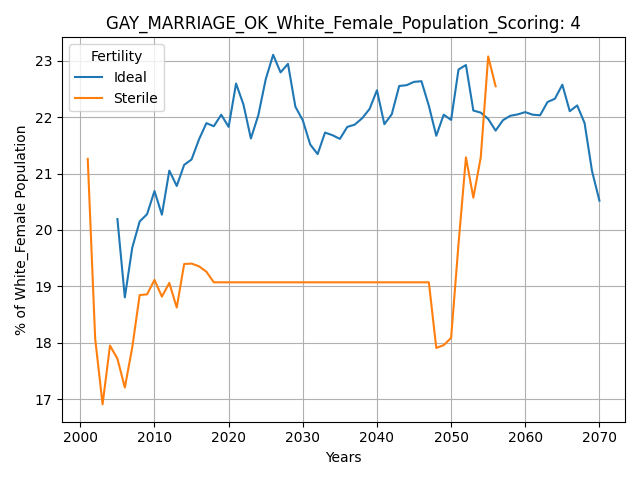 GAY_MARRIAGE_OK_White_Female_Population_Scoring: 4
Fertility
Ideal
Sterile
% of White_Female Population
23
22
21
20
19
18
17
2000 2010 2020 2030 2040 2050 2060 2070
Years